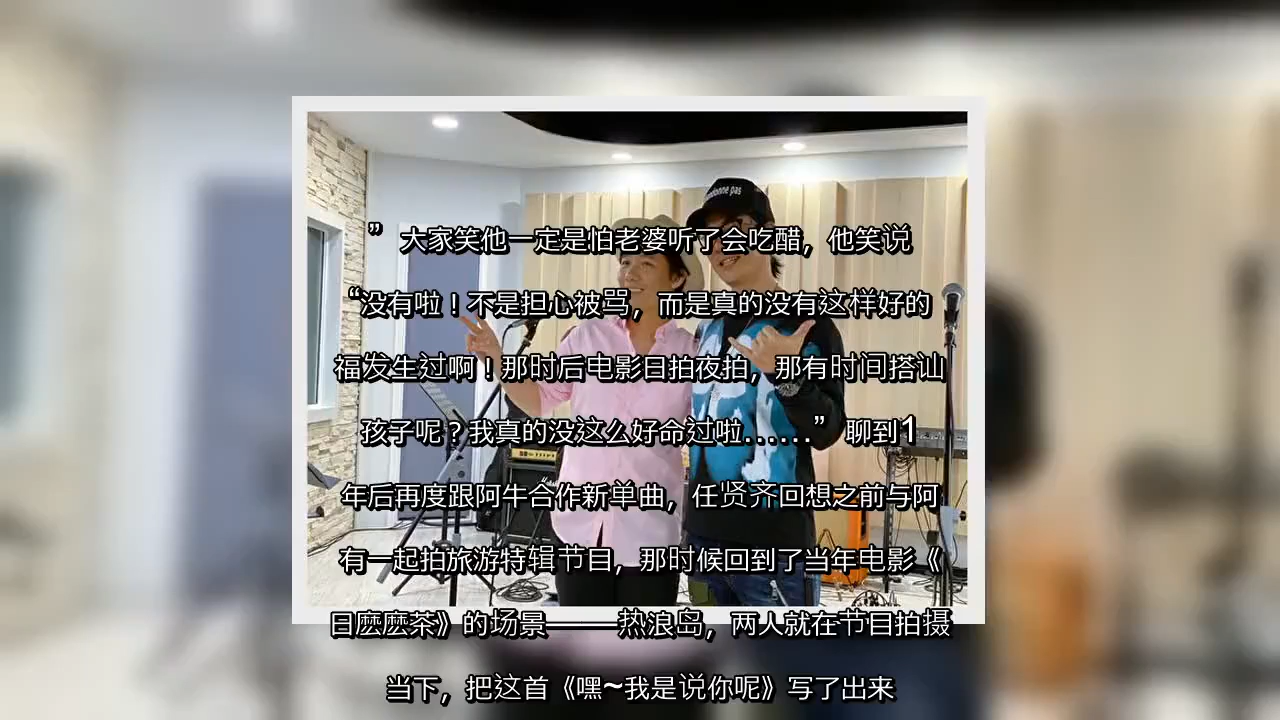 ” 大家笑他一定是怕老婆听了会吃醋，他笑说
“没有啦！不是担心被骂，而是真的没有这样好的
福发生过啊！那时后电影日拍夜拍，那有时间搭讪
孩子呢？我真的没这么好命过啦……” 聊到1
年后再度跟阿牛合作新单曲，任贤齐回想之前与阿
有一起拍旅游特辑节目，那时候回到了当年电影《
日麽麽茶》的场景———热浪岛，两人就在节目拍摄
当下，把这首《嘿~我是说你呢》写了出来